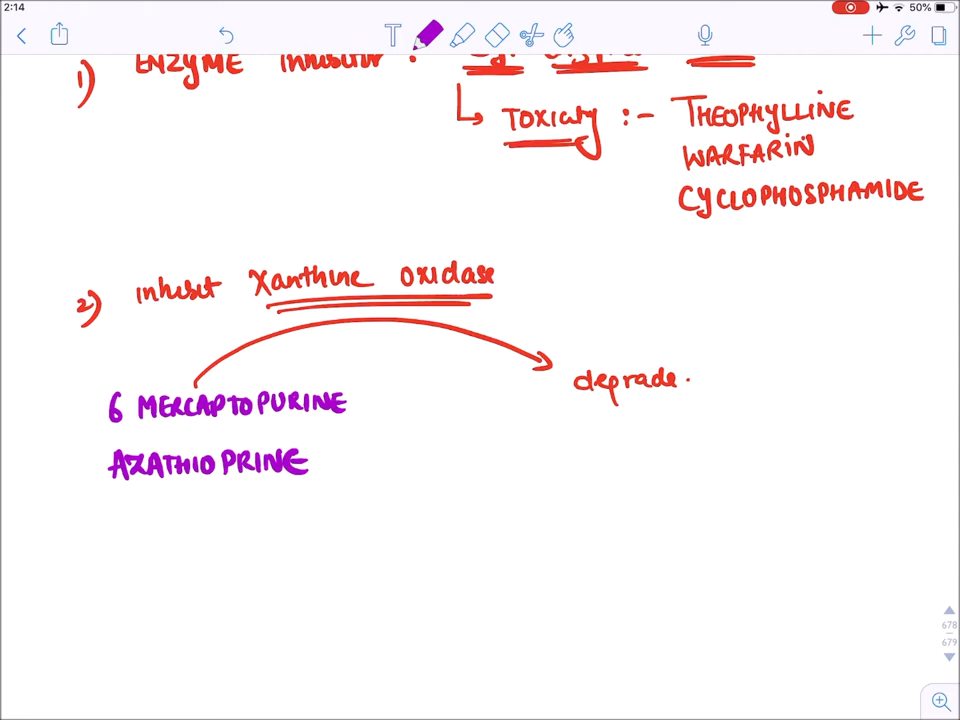 2:14
50%
T
1) ENZYME Inhibitor :
TOXICITY :- THEOPHYLLINE
WARFARIN
CYCLOPHOSPHAMIDE
2) inhibit Xanthine oxidase
degrade.
6 MERCAPTOPURINE
AZATHIOPRINE
678
679